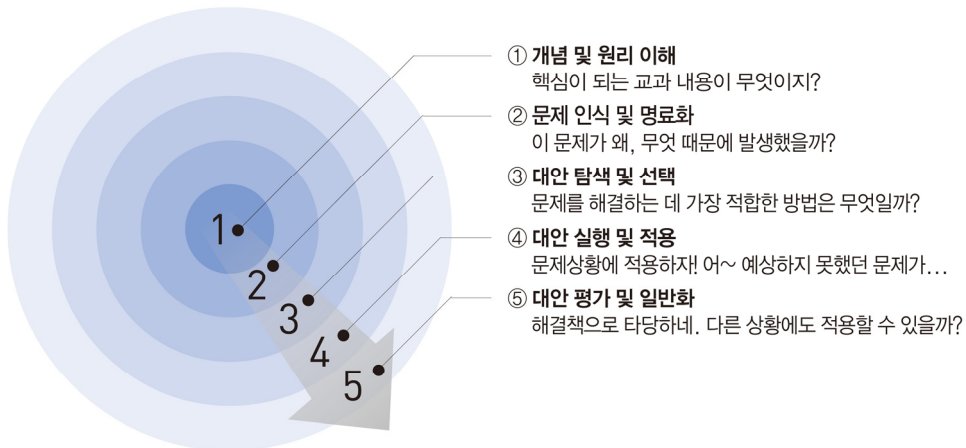 ① 개념 및 원리 이해
핵심이 되는 교과 내용이 무엇이지?
② 문제 인식 및 명료화
이 문제가 왜, 무엇 때문에 발생했을까?
③ 대안 탐색 및 선택
문제를 해결하는 데 가장 적합한 방법은 무엇일까?
④ 대안 실행 및 적용
문제상황에 적용하자! 어~ 예상하지 못했던 문제가...
⑤ 대안 평가 및 일반화
해결책으로 타당하네. 다른 상황에도 적용할 수 있을까?
1
2
3
4
5